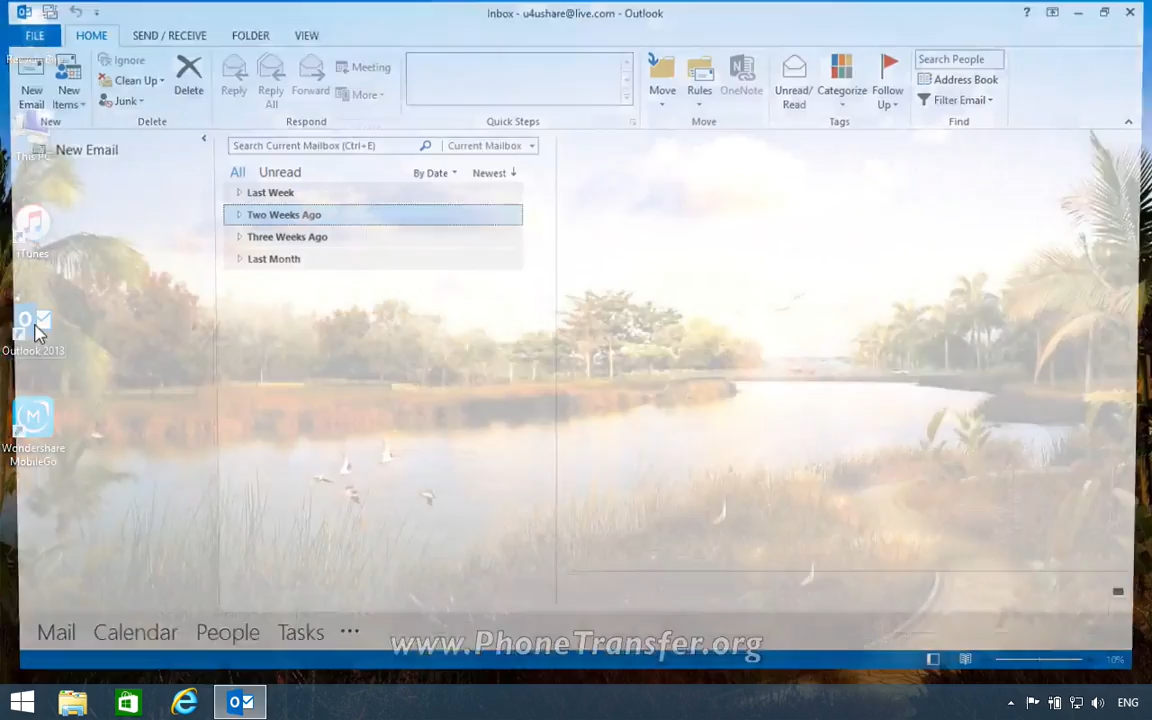 Inbox - u4ushare@live.com - Outlook
FILE HOME SEND / RECEIVE FOLDER VIEW
New Email
New Items
Ignore
Clean Up
Junk
Delete
Reply
Reply All
Forward
Meeting
More
Move
Rules
OneNote
Unread/ Read
Categorize
Follow Up
Search People
Address Book
Filter Email
New Delete Respond Quick Steps Move Tags Find
New Email
Search Current Mailbox (Ctrl+E) Current Mailbox
All Unread By Date Newest
Last Week
Two Weeks Ago
Three Weeks Ago
Last Month
This PC
iTunes
Outlook 2013
Wondershare
MobileGo
Mail Calendar People Tasks
www.PhoneTransfer.org
10%
ENG